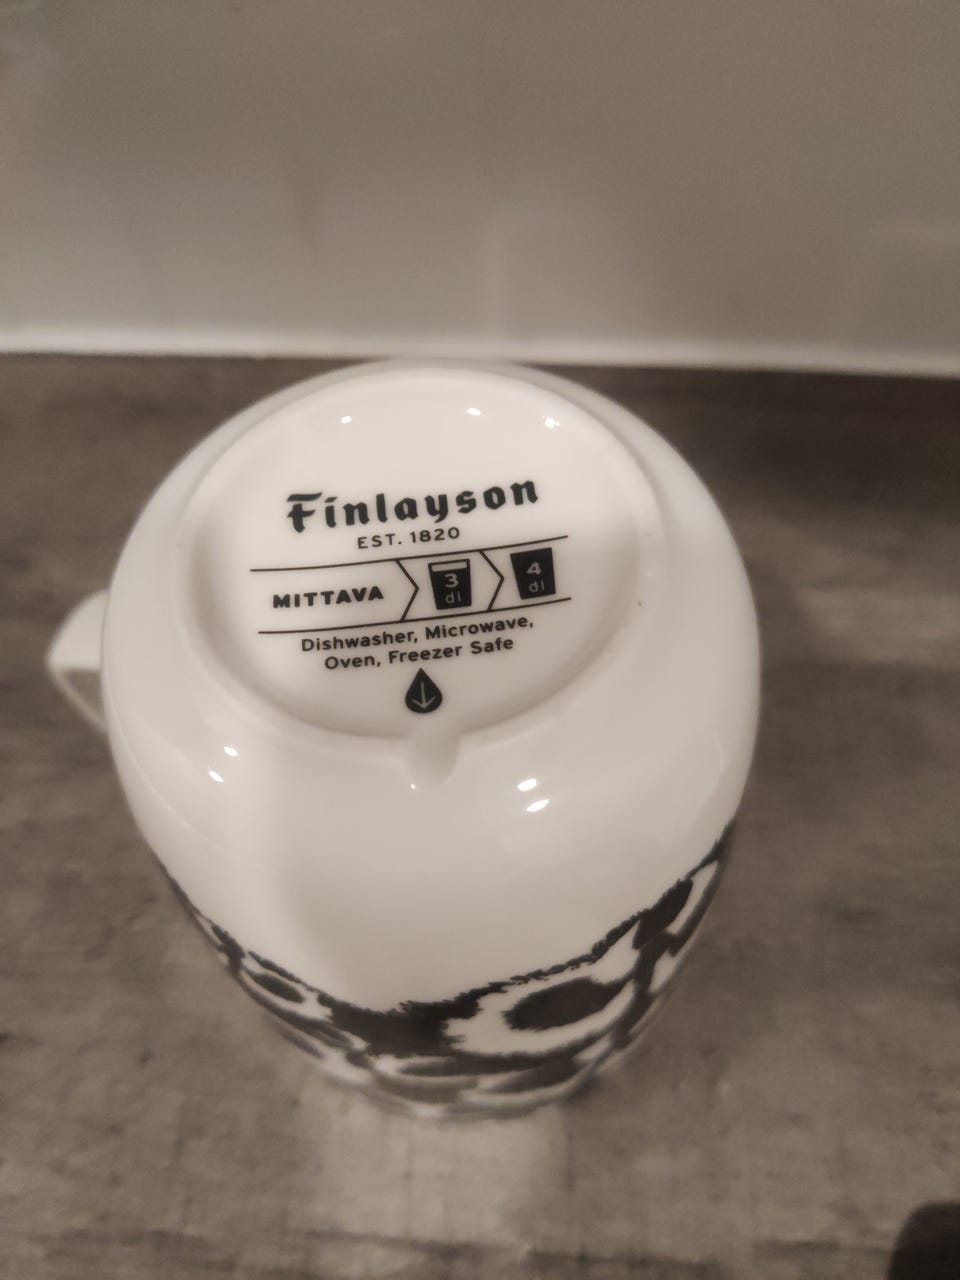 Finlayson
EST. 1820
MITTAVA 3 dl 4 dl
Dishwasher, Microwave,
Oven, Freezer Safe